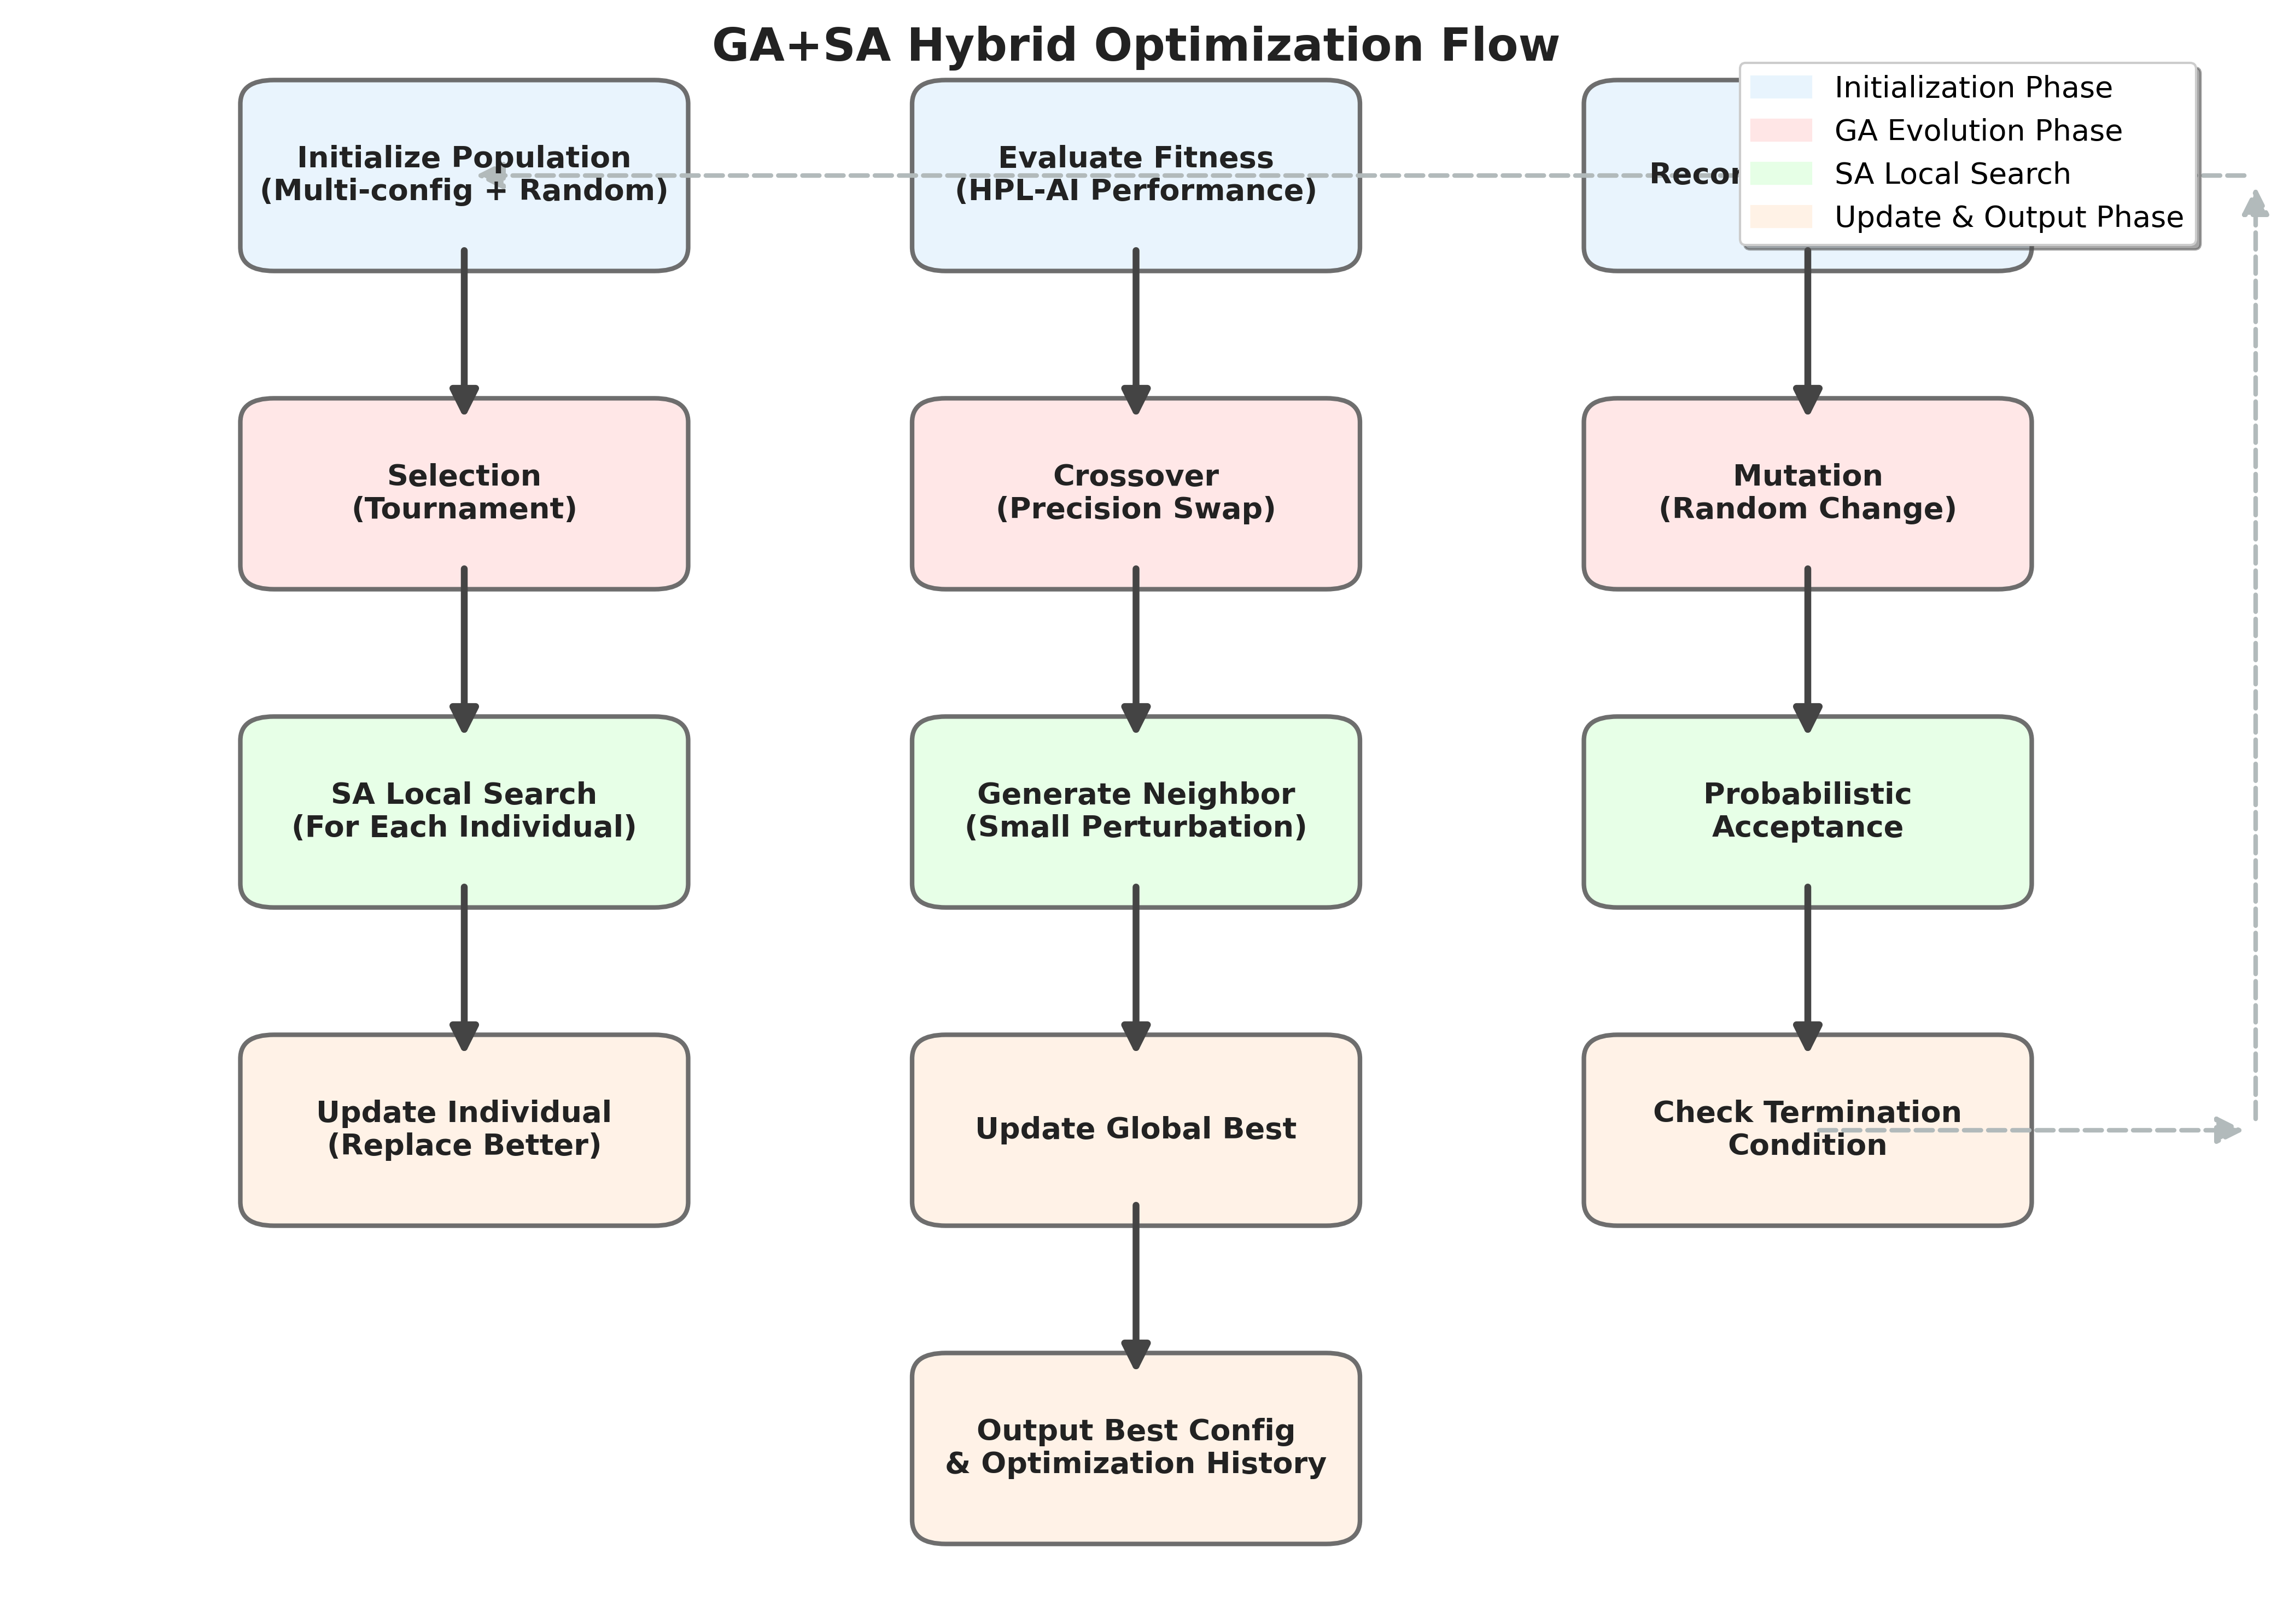 GA+SA Hybrid Optimization Flow
Initialize Population
(Multi-config + Random)
Evaluate Fitness
(HPL-AI Performance)
Initialization Phase
GA Evolution Phase
SA Local Search
Update & Output Phase
Selection
(Tournament)
Crossover
(Precision Swap)
Mutation
(Random Change)
SA Local Search
(For Each Individual)
Generate Neighbor
(Small Perturbation)
Probabilistic
Acceptance
Update Individual
(Replace Better)
Update Global Best
Check Termination
Condition
Output Best Config
& Optimization History